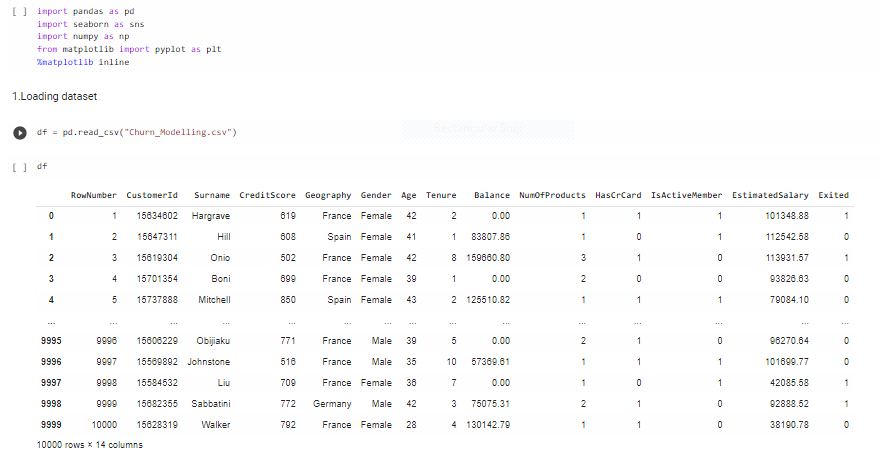 [ ] import pandas as pd
import seaborn as sns
import numpy as np
from matplotlib import pyplot as plt
%matplotlib inline
1.Loading dataset
df = pd.read_csv("Churn_Modelling.csv")
[ ] df
RowNumber CustomerId Surname CreditScore Geography Gender Age Tenure Balance NumOfProducts HasCrCard IsActiveMember EstimatedSalary Exited
0 1 15634602 Hargrave 619 France Female 42 2 0.00 1 1 1 101348.88 1
1 2 15647311 Hill 608 Spain Female 41 1 83807.86 1 0 1 112542.58 0
2 3 15619304 Onio 502 France Female 42 8 159660.80 3 1 0 113931.57 1
3 4 15701354 Boni 699 France Female 39 1 0.00 2 0 0 93826.63 0
4 5 15737888 Mitchell 850 Spain Female 43 2 125510.82 1 1 1 79084.10 0
... ... ... ... ... ... ... ... ... ... ... ... ... ... ...
9995 9996 15606229 Obijiaku 771 France Male 39 5 0.00 2 1 0 96270.64 0
9996 9997 15569892 Johnstone 516 France Male 35 10 57369.61 1 1 1 101699.77 0
9997 9998 15584532 Liu 709 France Female 36 7 0.00 1 0 1 42085.58 1
9998 9999 15682355 Sabbatini 772 Germany Male 42 3 75075.31 2 1 0 92888.52 1
9999 10000 15628319 Walker 792 France Female 28 4 130142.79 1 1 0 38190.78 0
10000 rows × 14 columns